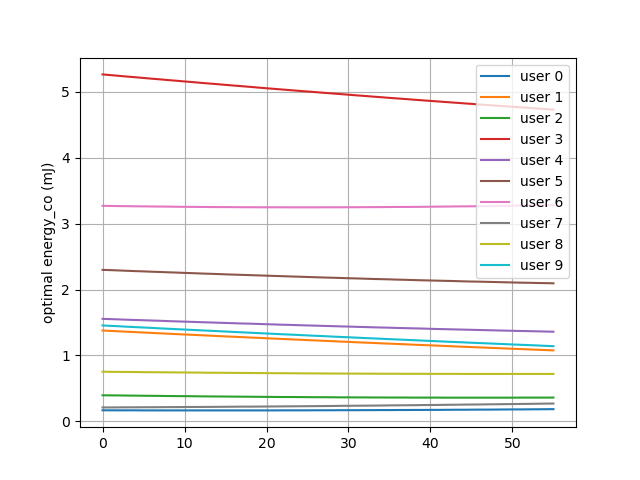 optimal energy_co (mJ)
5
4
3
2
1
0
0 10 20 30 40 50
user 0
user 1
user 2
user 3
user 4
user 5
user 6
user 7
user 8
user 9